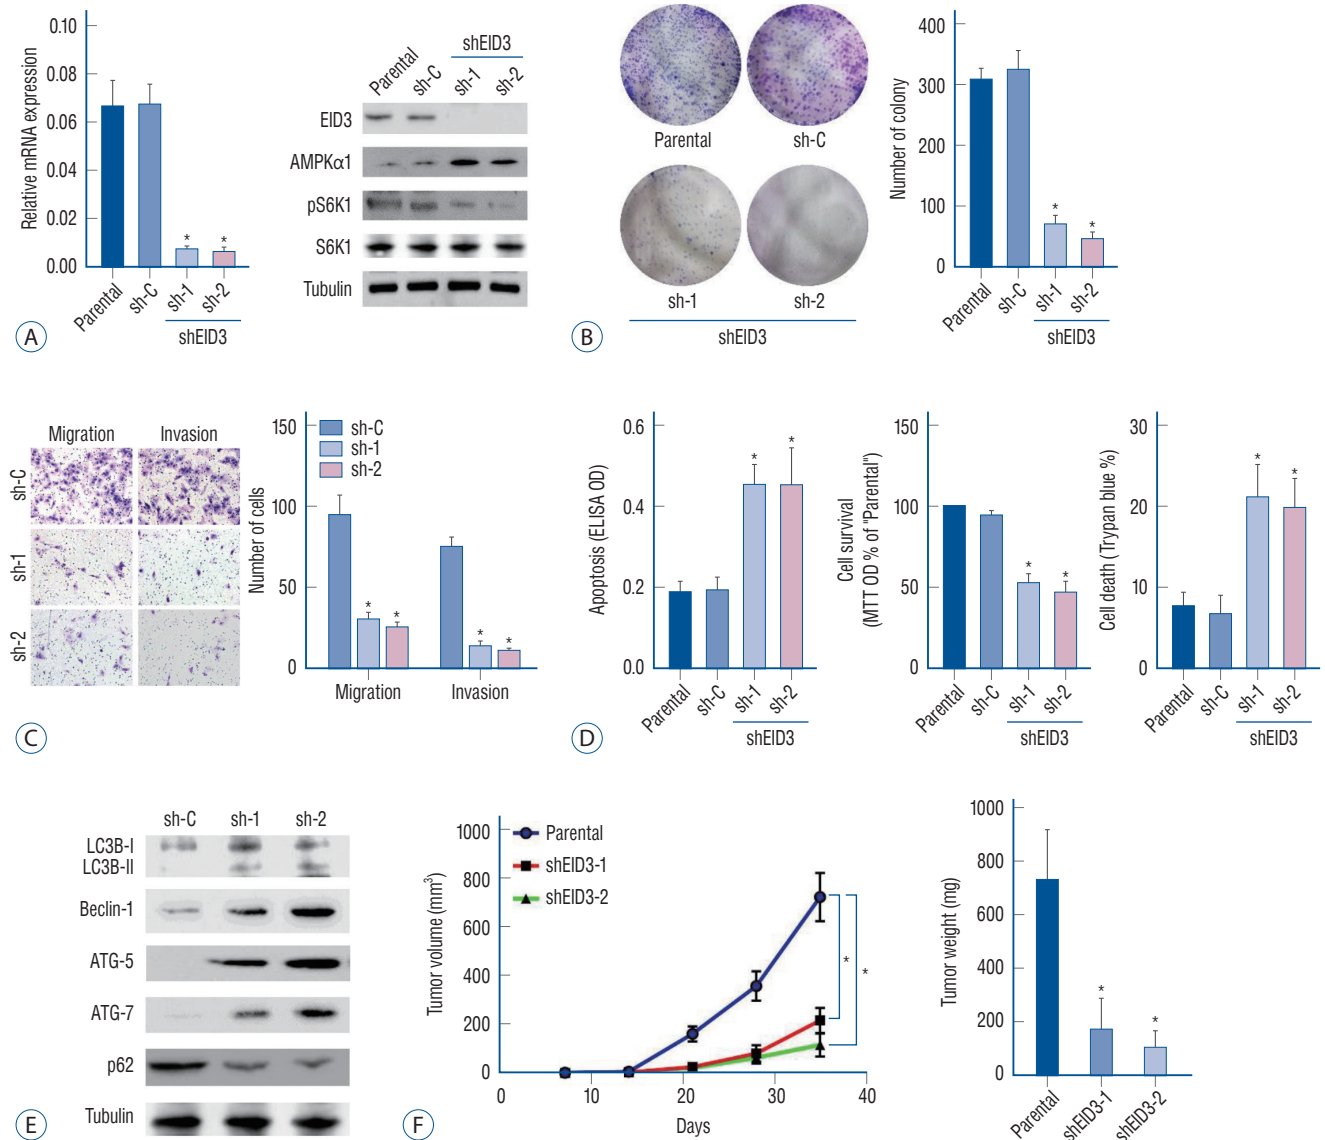 0.10
0.08
0.06
0.04
0.02
0.00
Relative mRNA expression
Parental
sh-C
sh-1
sh-2
shEID3
*
*
A
shEID3
Parental
sh-C
sh-1
sh-2
EID3
AMPKα1
pS6K1
S6K1
Tubulin
Parental
sh-C
sh-1
sh-2
shEID3
B
400
300
200
100
0
Number of colony
*
*
Parental
sh-C
sh-1
sh-2
shEID3
Migration
Invasion
sh-C
sh-1
sh-2
C
150
100
50
0
Number of cells
sh-C
sh-1
sh-2
*
*
*
*
Migration
Invasion
0.6
0.4
0.2
0.0
Apoptosis (ELISA OD)
*
*
Parental
sh-C
sh-1
sh-2
shEID3
D
150
100
50
0
Cell survival
(MTT OD % of "Parental")
*
*
Parental
sh-C
sh-1
sh-2
shEID3
30
20
10
0
Cell death (Trypan blue %)
*
*
Parental
sh-C
sh-1
sh-2
shEID3
sh-C
sh-1
sh-2
LC3B-I
LC3B-II
Beclin-1
ATG-5
ATG-7
p62
Tubulin
E
1000
800
600
400
200
0
Tumor volume (mm³)
Parental
shEID3-1
shEID3-2
*
*
0
10
20
30
40
Days
F
1000
800
600
400
200
0
Tumor weight (mg)
*
*
Parental
shEID3-1
shEID3-2